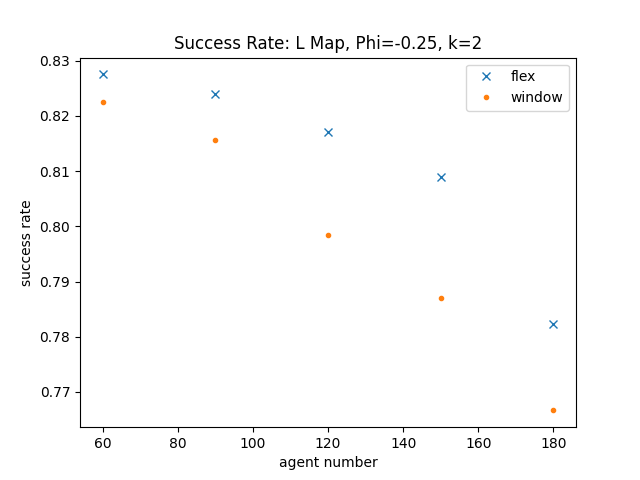 Success Rate: L Map, Phi=-0.25, k=2
flex
window
success rate
0.83
0.82
0.81
0.80
0.79
0.78
0.77
60 80 100 120 140 160 180
agent number